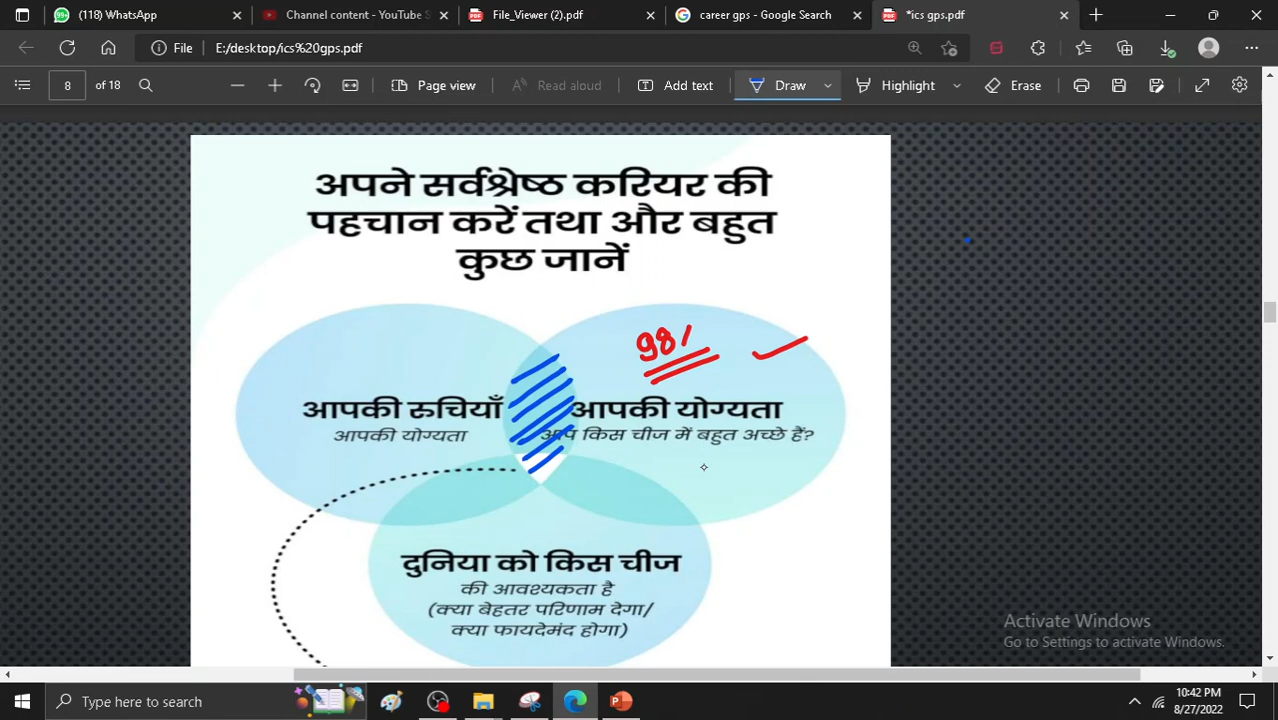 (118) WhatsApp
Channel content - YouTube S
File_Viewer (2).pdf
career gps - Google Search
*ics gps.pdf
File
E:/desktop/ics%20gps.pdf
8 of 18
Page view
Read aloud
Add text
Draw
Highlight
Erase
अपने सर्वश्रेष्ठ करियर की
पहचान करें तथा और बहुत
कुछ जानें
98%
आपकी रुचियाँ
आपकी योग्यता
आपकी योग्यता
आप किस चीज में बहुत अच्छे हैं?
दुनिया को किस चीज
की आवश्यकता है
(क्या बेहतर परिणाम देगा/
क्या फायदेमंद होगा)
Activate Windows
Go to Settings to activate Windows.
Type here to search
10:42 PM
8/27/2022